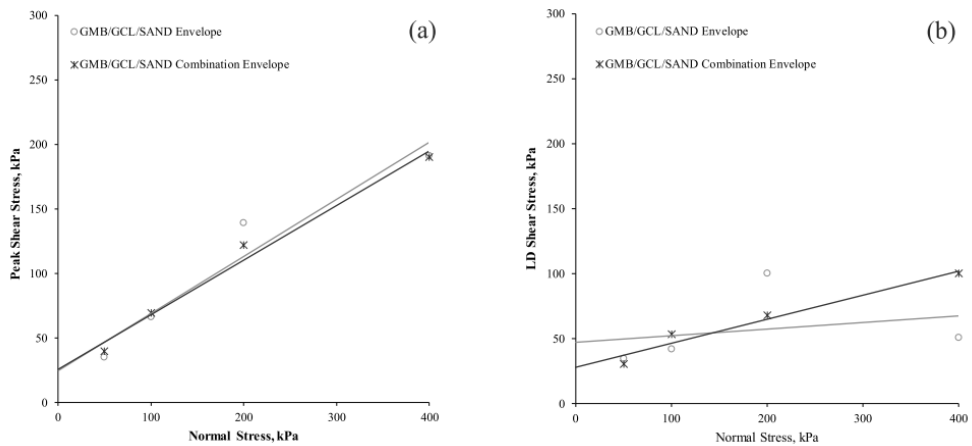 (a)
GMB/GCL/SAND Envelope
GMB/GCL/SAND Combination Envelope
Peak Shear Stress, kPa
300
250
200
150
100
50
0
0 100 200 300 400
Normal Stress, kPa
(b)
GMB/GCL/SAND Envelope
GMB/GCL/SAND Combination Envelope
LD Shear Stress, kPa
300
250
200
150
100
50
0
0 100 200 300 400
Normal Stress, kPa